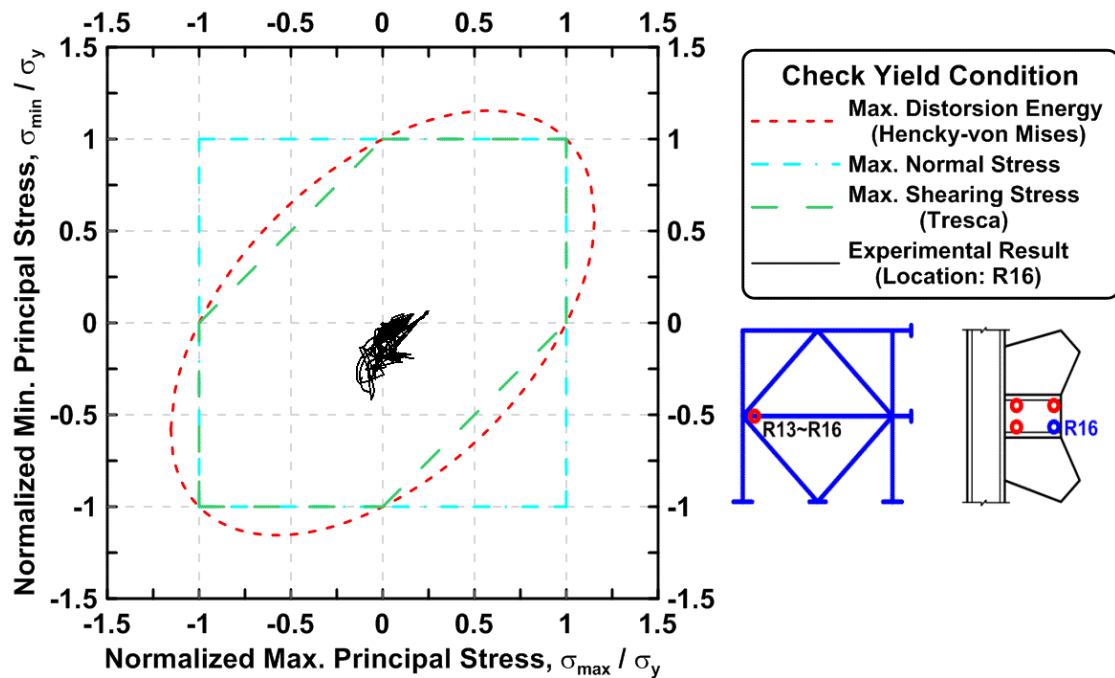 -1.5 -1 -0.5 0 0.5 1 1.5
Normalized Min. Principal Stress, σmin / σy
1.5 1.5
1 1
0.5 0.5
0 0
-0.5 -0.5
-1 -1
-1.5 -1.5
-1.5 -1 -0.5 0 0.5 1 1.5
Normalized Max. Principal Stress, σmax / σy
Check Yield Condition
Max. Distorsion Energy
(Hencky-von Mises)
Max. Normal Stress
Max. Shearing Stress
(Tresca)
Experimental Result
(Location: R16)
R13~R16
R16